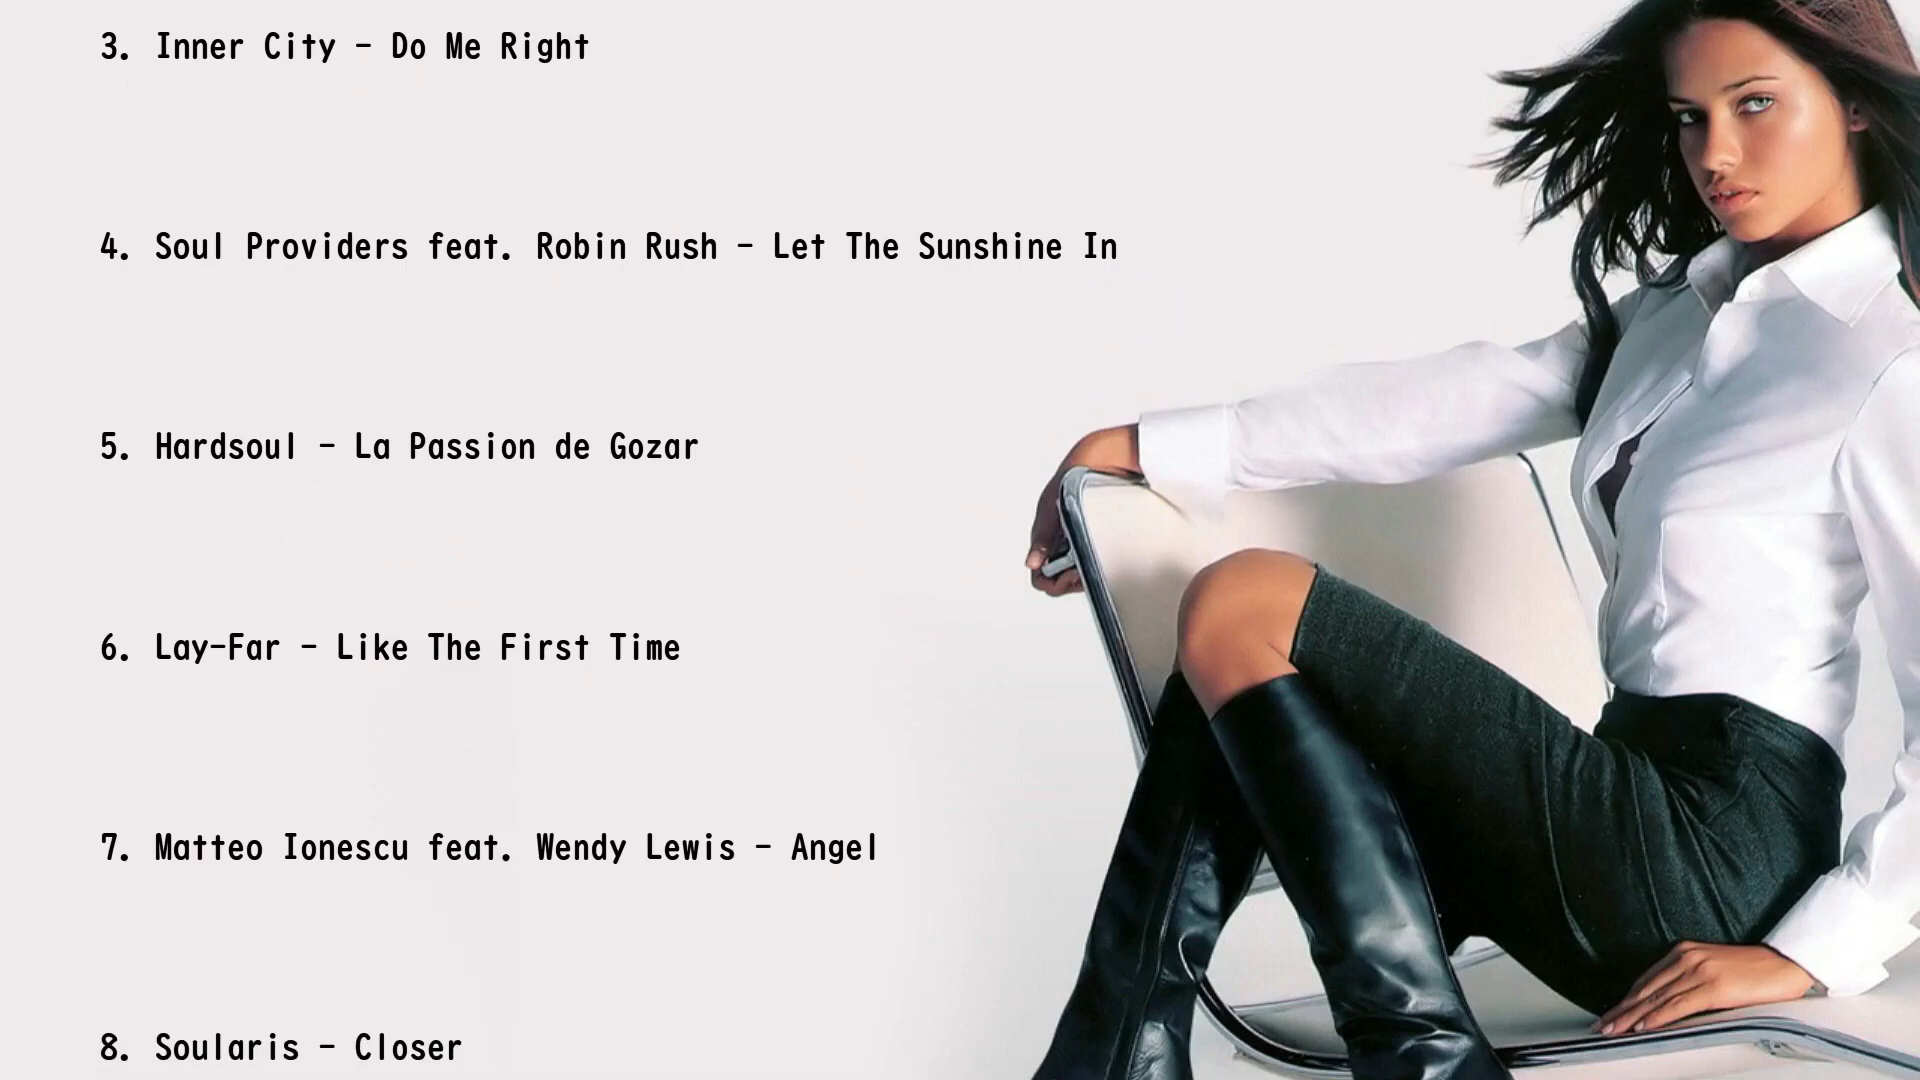 3. Inner City - Do Me Right
4. Soul Providers feat. Robin Rush - Let The Sunshine In
5. Hardsoul - La Passion de Gozar
6. Lay-Far - Like The First Time
7. Matteo Ionescu feat. Wendy Lewis - Angel
8. Soularis - Closer